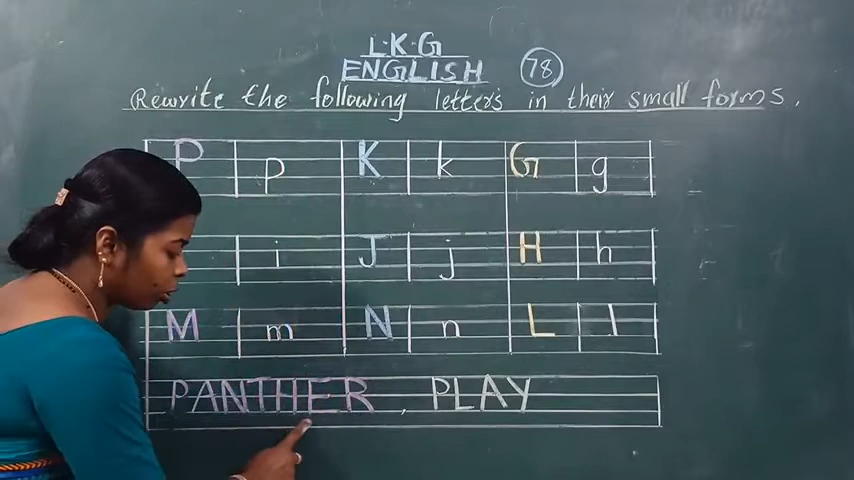 L.K.G
ENGLISH 78
Rewrite the following letters in their small forms.
P p K k G g
i J j H h
M m N n L l
PANTHER PLAY